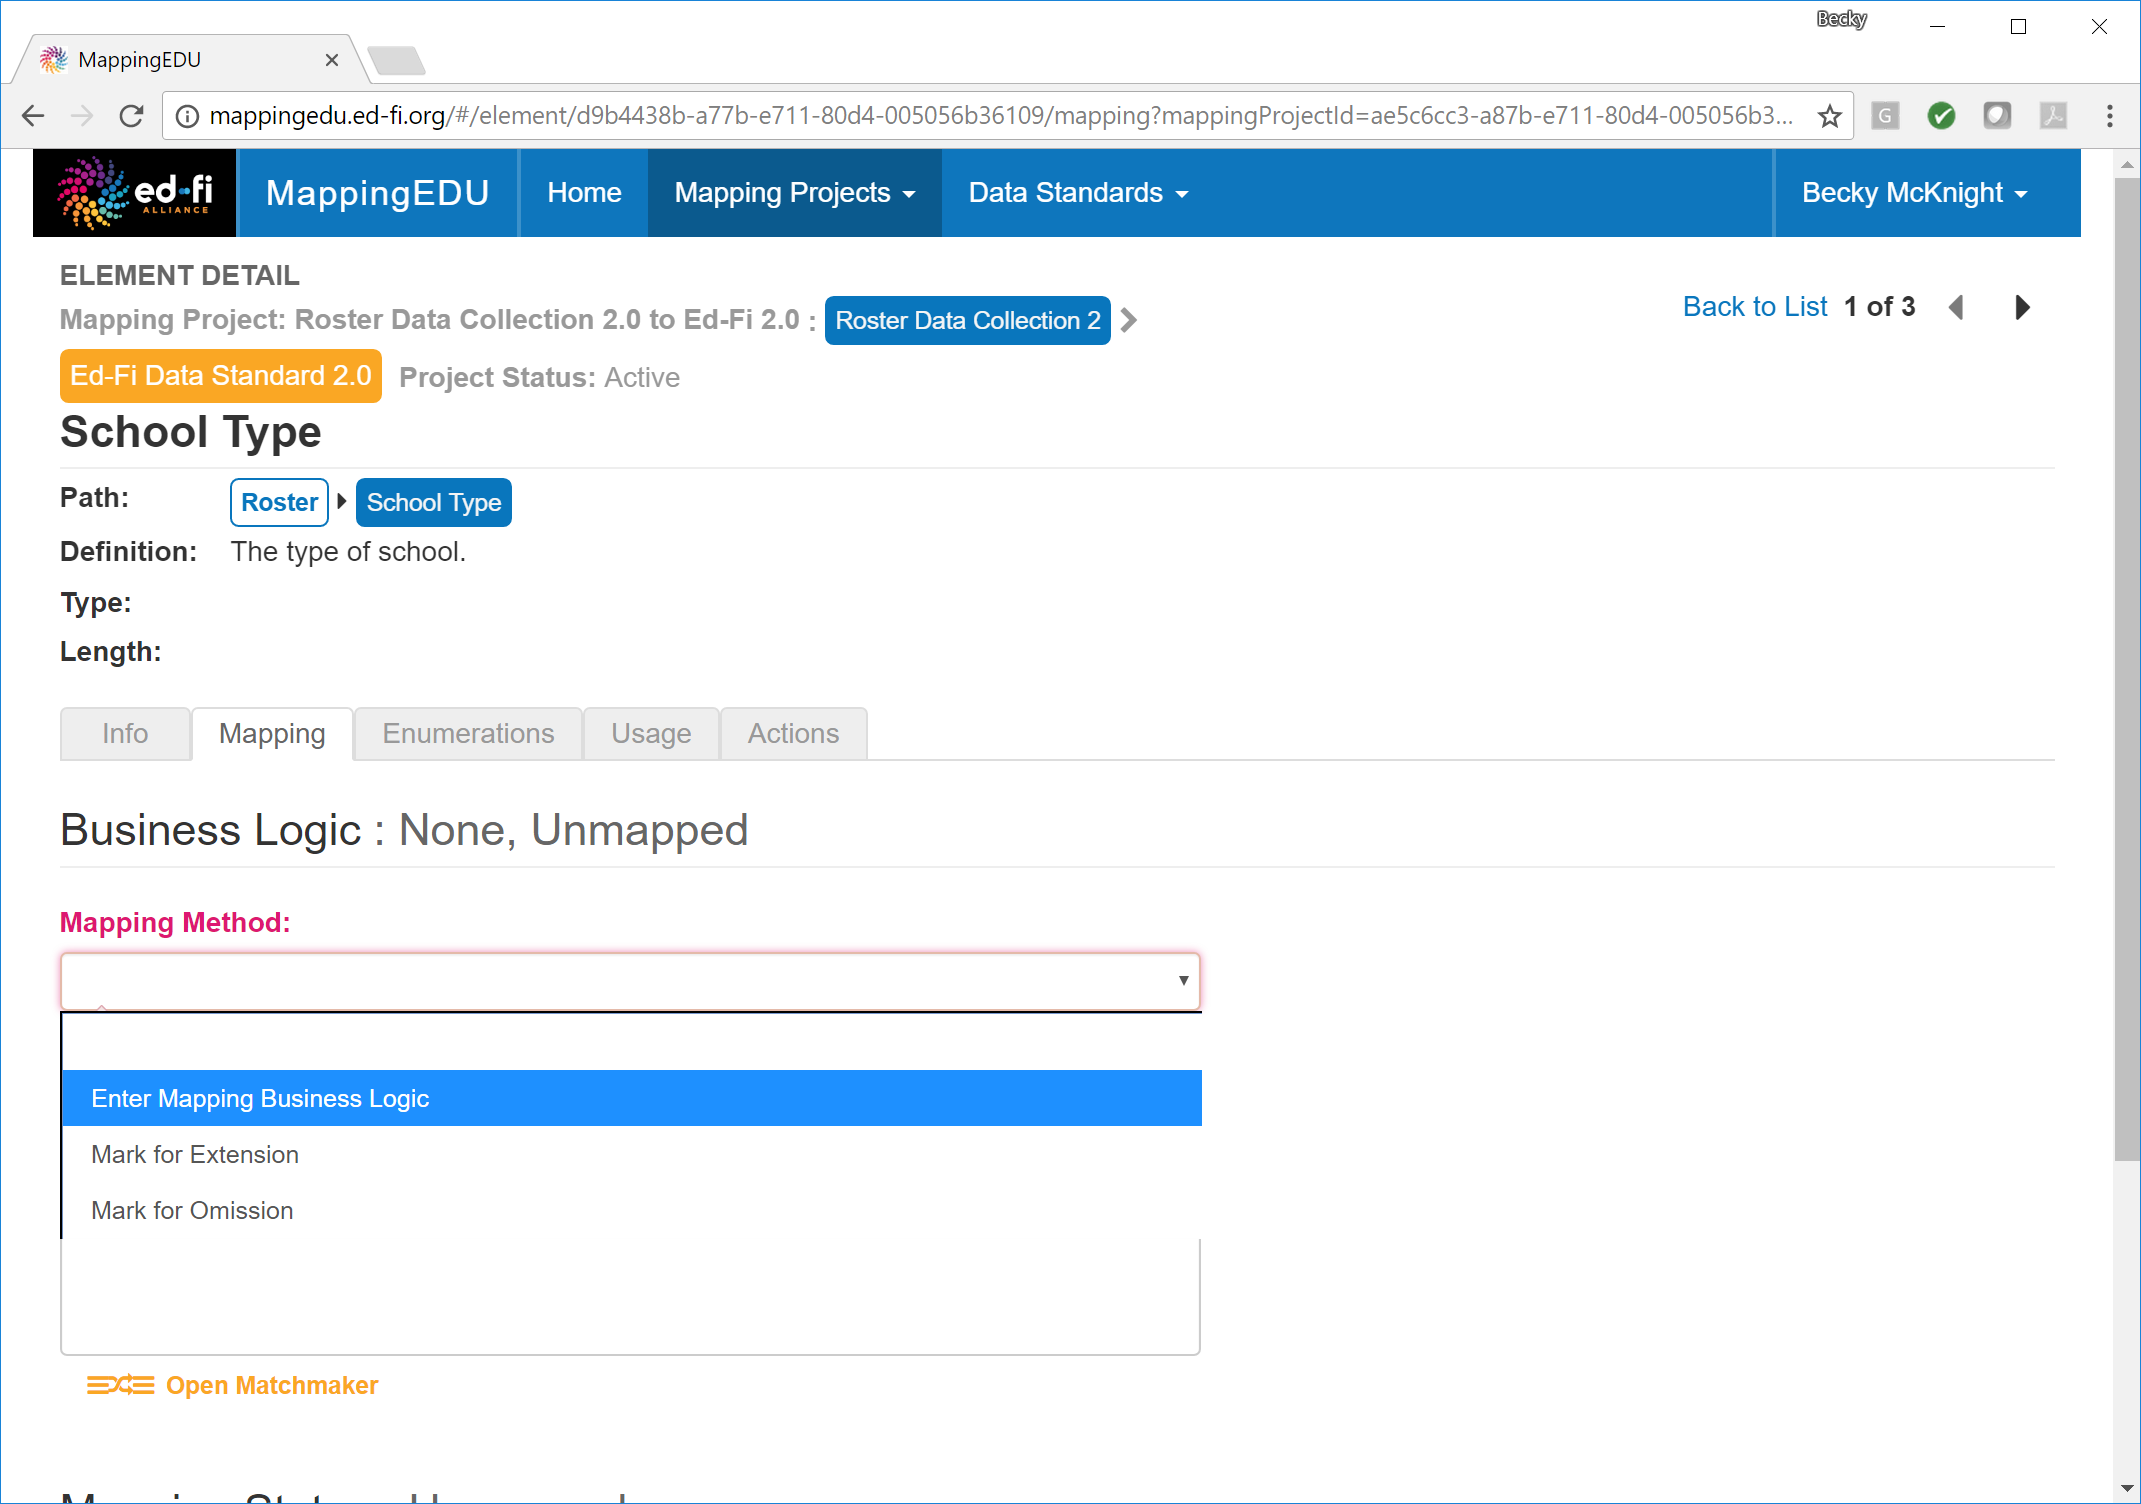 Becky
MappingEDU
mappingedu.ed-fi.org/#/element/d9b4438b-a77b-e711-80d4-005056b36109/mapping?mappingProjectId=ae5c6cc3-a87b-e711-80d4-005056b3...
G
ed-fi ALLIANCE MappingEDU Home Mapping Projects Data Standards Becky McKnight
ELEMENT DETAIL
Mapping Project: Roster Data Collection 2.0 to Ed-Fi 2.0 : Roster Data Collection 2
Back to List 1 of 3
Ed-Fi Data Standard 2.0 Project Status: Active
School Type
Path: Roster School Type
Definition: The type of school.
Type:
Length:
Info Mapping Enumerations Usage Actions
Business Logic : None, Unmapped
Mapping Method:
Enter Mapping Business Logic
Mark for Extension
Mark for Omission
Open Matchmaker